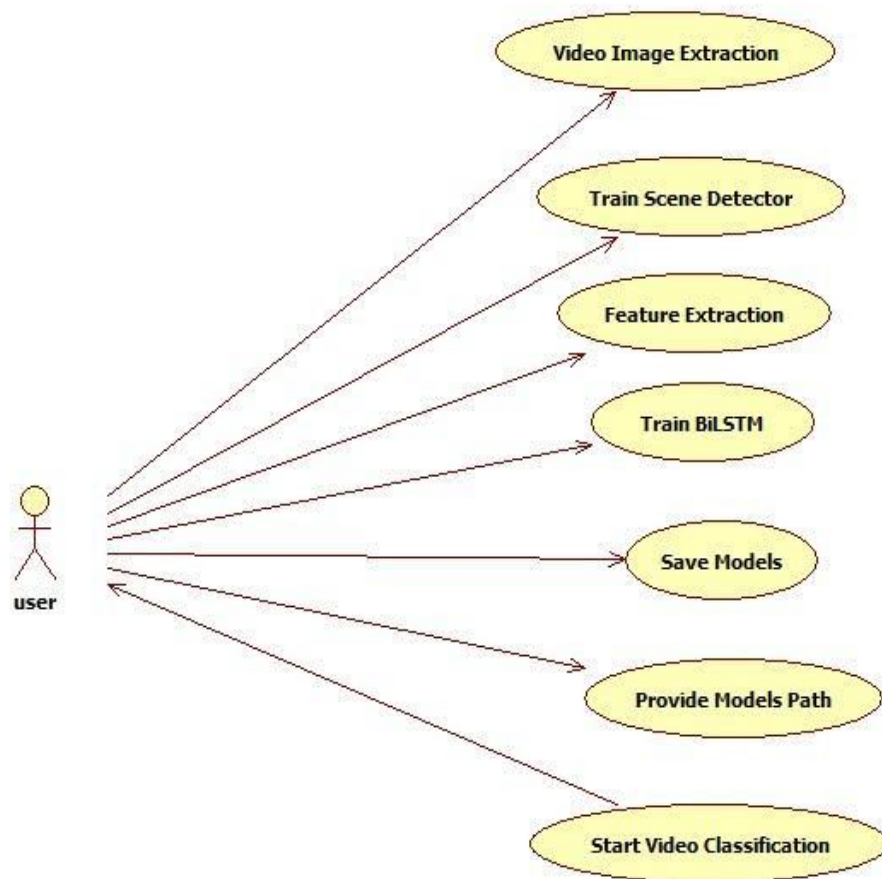 Video Image Extraction
Train Scene Detector
Feature Extraction
Train BiLSTM
Save Models
user
Provide Models Path
Start Video Classification